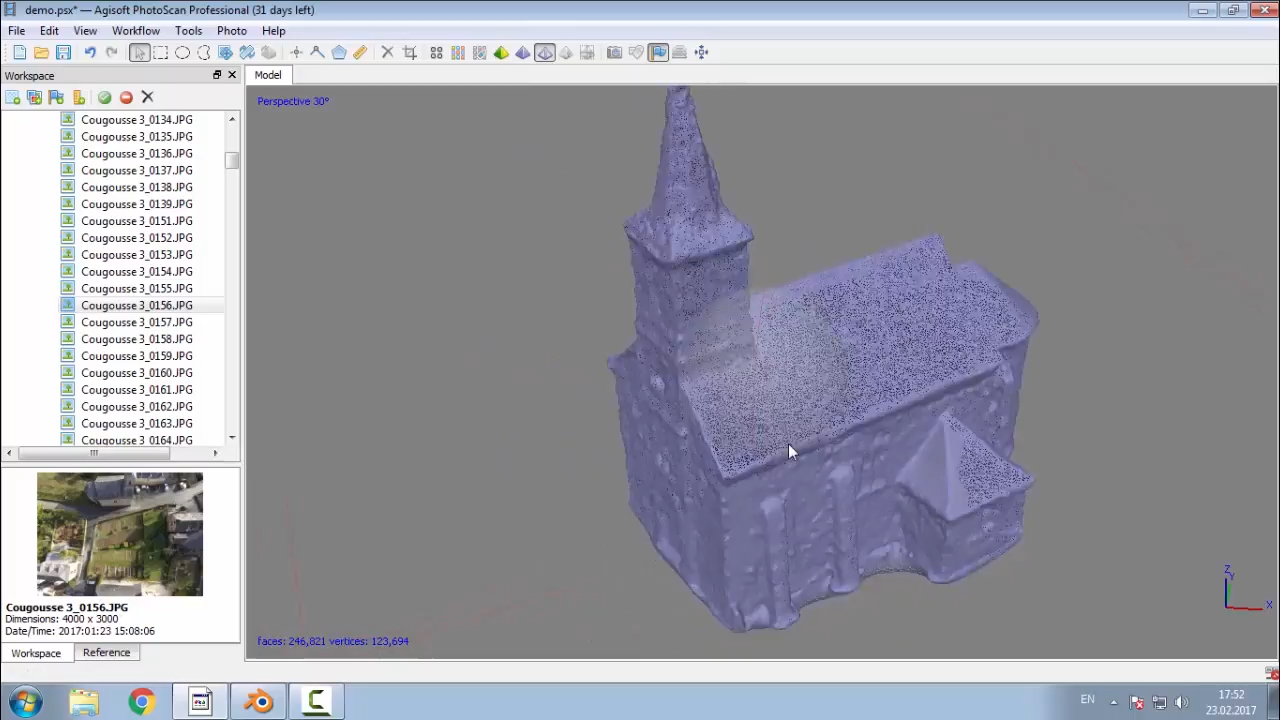 demo.psx* — Agisoft PhotoScan Professional (31 days left)
File Edit View Workflow Tools Photo Help
Workspace
Model
Perspective 30°
Cougousse 3_0134.JPG
Cougousse 3_0135.JPG
Cougousse 3_0136.JPG
Cougousse 3_0137.JPG
Cougousse 3_0138.JPG
Cougousse 3_0139.JPG
Cougousse 3_0151.JPG
Cougousse 3_0152.JPG
Cougousse 3_0153.JPG
Cougousse 3_0154.JPG
Cougousse 3_0155.JPG
Cougousse 3_0156.JPG
Cougousse 3_0157.JPG
Cougousse 3_0158.JPG
Cougousse 3_0159.JPG
Cougousse 3_0160.JPG
Cougousse 3_0161.JPG
Cougousse 3_0162.JPG
Cougousse 3_0163.JPG
Cougousse 3_0164.JPG
Cougousse 3_0156.JPG
Dimensions: 4000 x 3000
Date/Time: 2017:01:23 15:08:06
faces: 246,821 vertices: 123,694
Z
Y
X
Workspace Reference
EN
17:52
23.02.2017